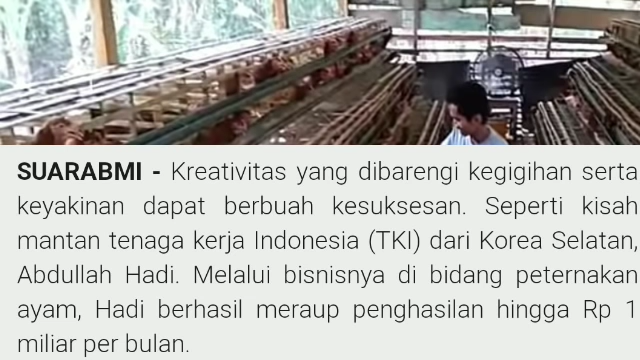 SUARABMI - Kreativitas yang dibarengi kegigihan serta
keyakinan dapat berbuah kesuksesan. Seperti kisah
mantan tenaga kerja Indonesia (TKI) dari Korea Selatan,
Abdullah Hadi. Melalui bisnisnya di bidang peternakan
ayam, Hadi berhasil meraup penghasilan hingga Rp 1
miliar per bulan.